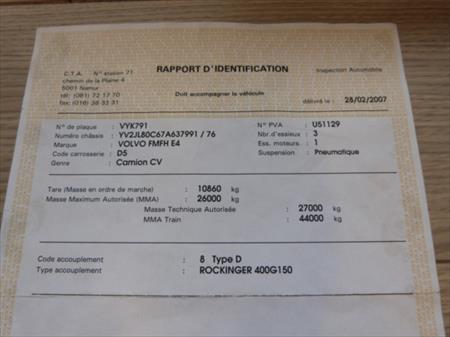 C.T.A. N° station 21
chemin de la Plaine 4
5001 Namur
tél: (081) 72 17 70
fax: (016) 38 33 31
RAPPORT D'IDENTIFICATION
Inspection Automobile
Doit accompagner le véhicule
délivré le : 28/02/2007
N° de plaque : VYK791
N° PVA : U51129
Numéro châssis : YV2JL80C67A637991 / 76
Nbr.d'essieux : 3
Marque : VOLVO FMFH E4
Ess. moteurs : 1
Code carrosserie : D5
Suspension : Pneumatique
Genre : Camion CV
Tare (Masse en ordre de marche) : 10860 kg
Masse Maximum Autorisée (MMA) : 26000 kg
Masse Technique Autorisée : 27000 kg
MMA Train : 44000 kg
Code accouplement : 8 Type D
Type accouplement : ROCKINGER 400G150